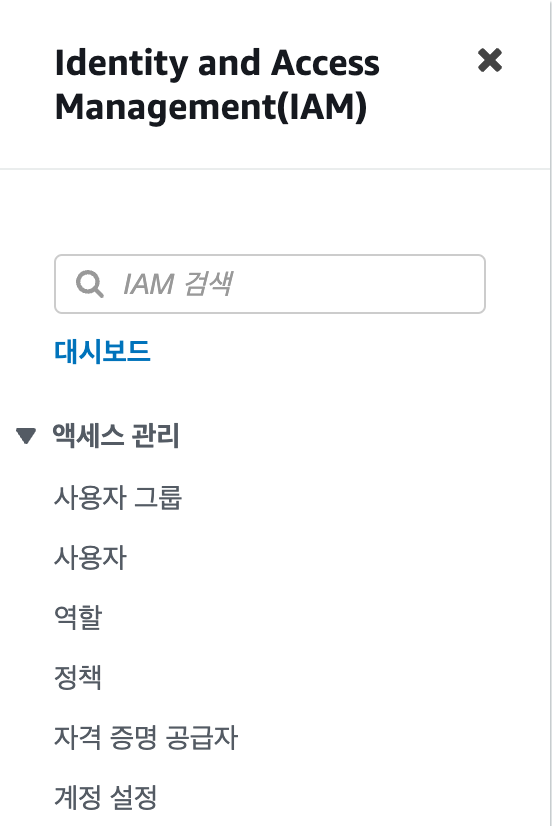 Identity and Access
Management(IAM)
IAM 검색
대시보드
액세스 관리
사용자 그룹
사용자
역할
정책
자격 증명 공급자
계정 설정